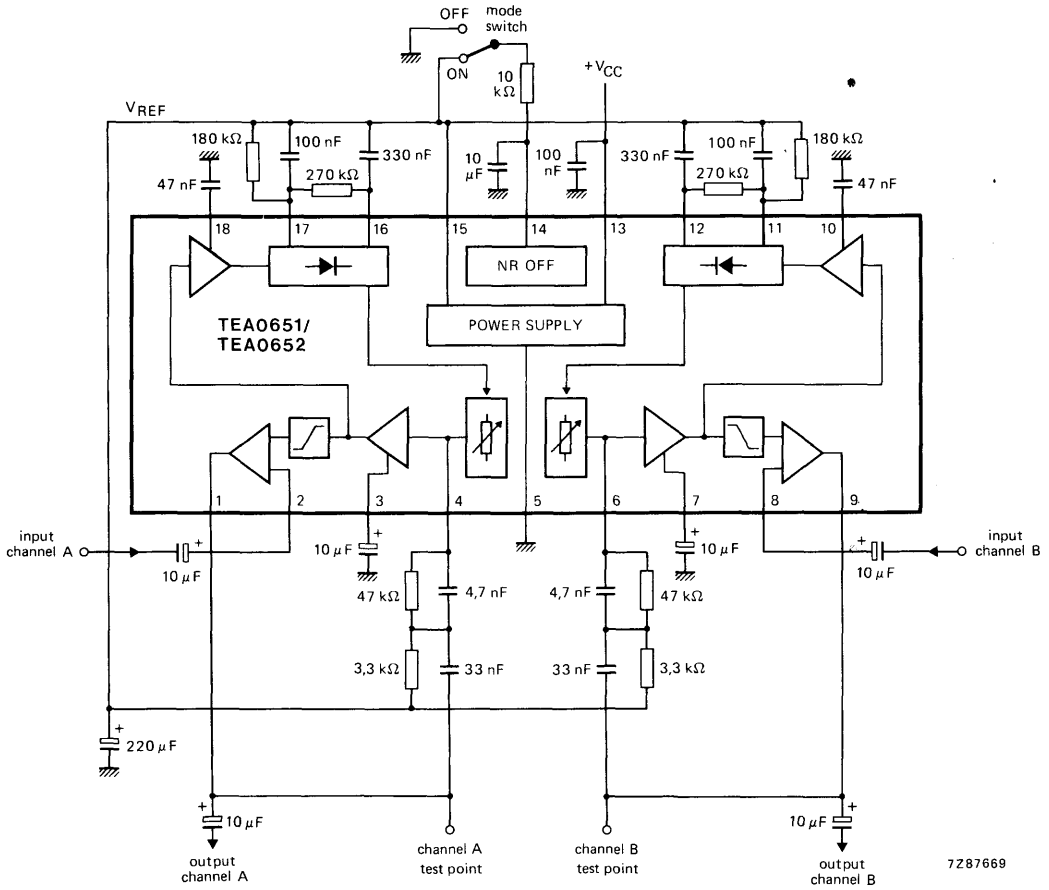 OFF
mode
switch
ON
10
kΩ
+VCC
VREF
180 kΩ
100 nF
330 nF
10
μF
100
nF
330 nF
100 nF
180 kΩ
47 nF
270 kΩ
270 kΩ
47 nF
18
17
16
15
14
13
12
11
10
NR OFF
TEA0651/
TEA0652
POWER SUPPLY
1
2
3
4
5
6
7
8
9
input
channel A
+
10 μF
+
10 μF
+
10 μF
+
10 μF
input
channel B
47 kΩ
4,7 nF
4,7 nF
47 kΩ
3,3 kΩ
33 nF
33 nF
3,3 kΩ
+
220 μF
+
10 μF
+
10 μF
output
channel A
channel A
test point
channel B
test point
output
channel B
7Z87669